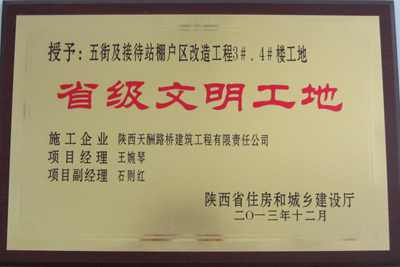 授予：五街及接待站棚户区改造工程3#．4#楼工地
省级文明工地
施工企业 陕西天酬路桥建筑工程有限责任公司
项目经理 王婉琴
项目副经理 石则红
陕西省住房和城乡建设厅
二〇一三年十二月